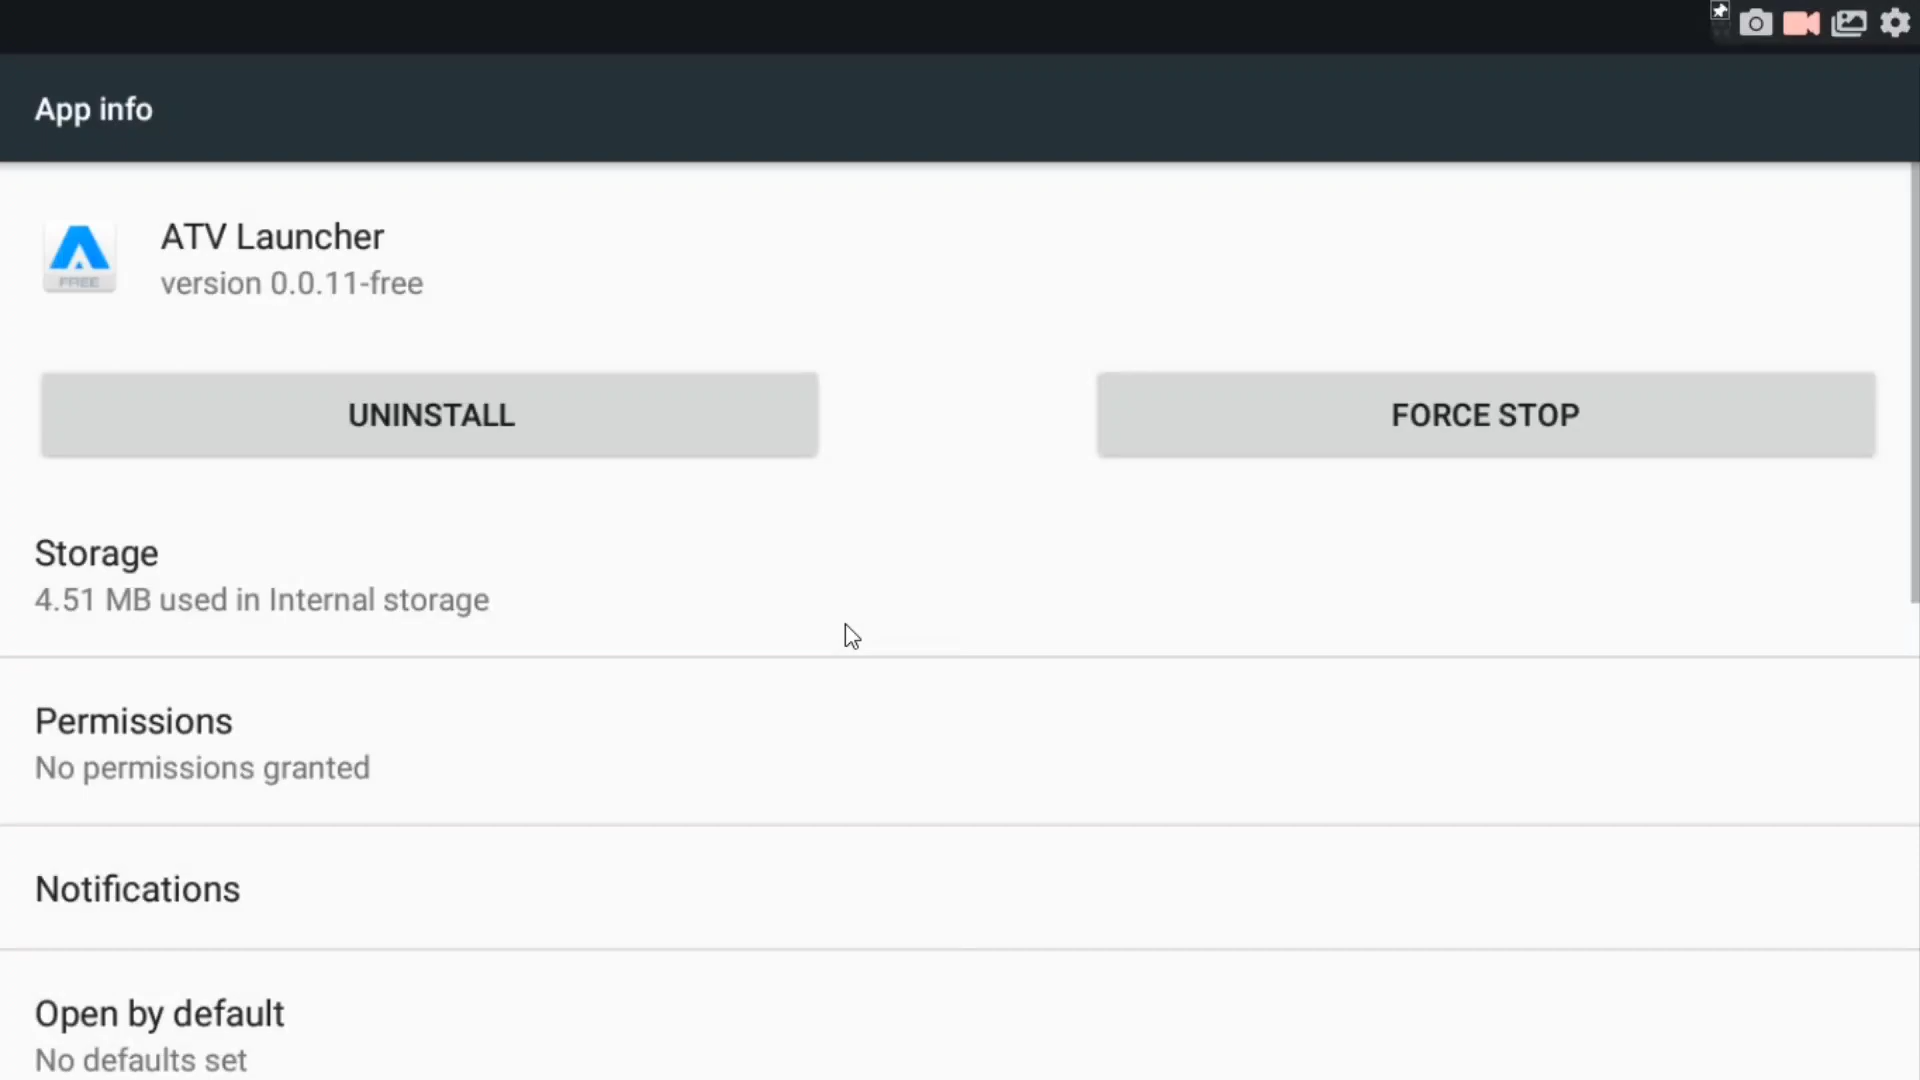 App info
ATV Launcher
version 0.0.11-free
FREE
UNINSTALL
FORCE STOP
Storage
4.51 MB used in Internal storage
Permissions
No permissions granted
Notifications
Open by default
No defaults set